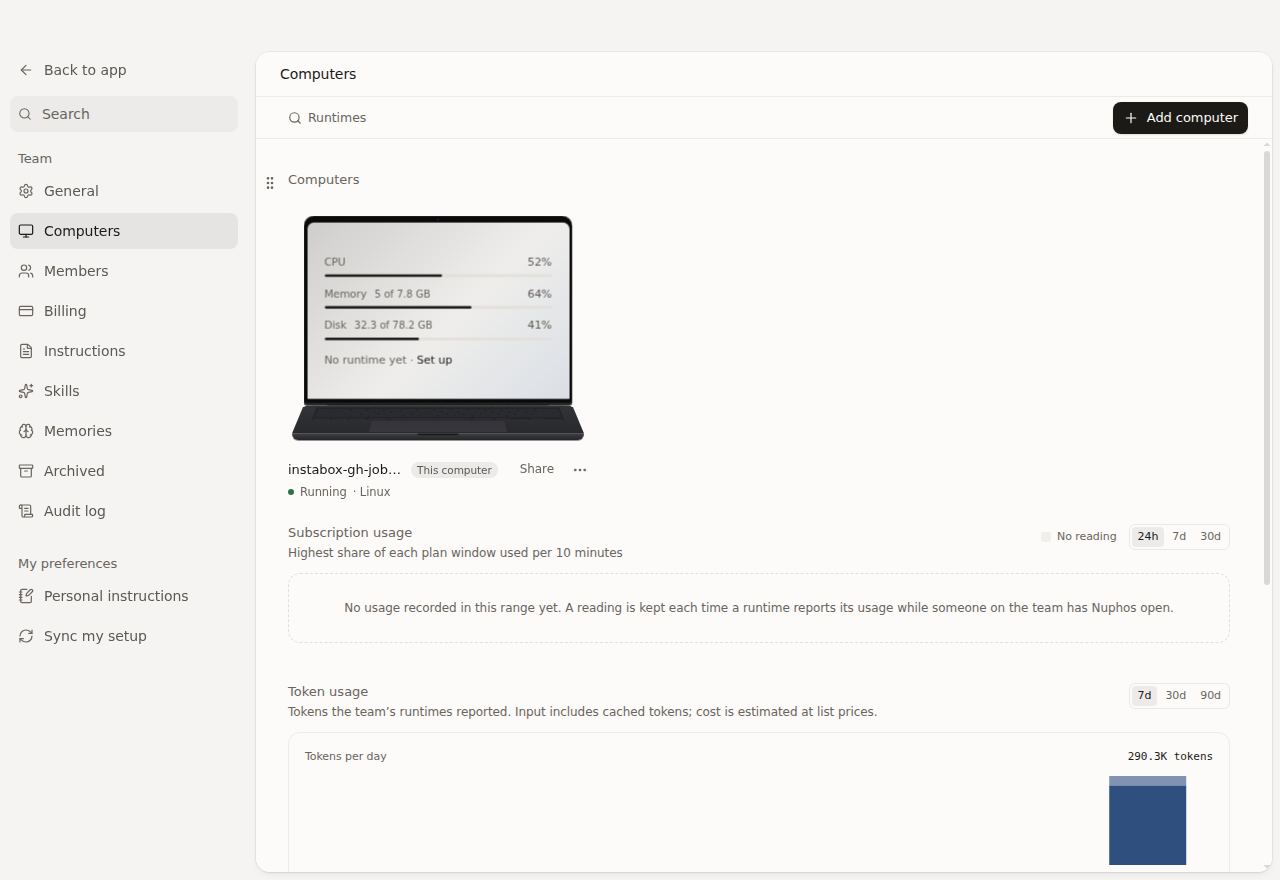 Back to app
Search
Team
General
Computers
Members
Billing
Instructions
Skills
Memories
Archived
Audit log
My preferences
Personal instructions
Sync my setup
Computers
Runtimes
Add computer
Computers
CPU 52%
Memory 5 of 7.8 GB 64%
Disk 32.3 of 78.2 GB 41%
No runtime yet · Set up
instabox-gh-job… This computer Share
Running · Linux
Subscription usage
Highest share of each plan window used per 10 minutes
No reading 24h 7d 30d
No usage recorded in this range yet. A reading is kept each time a runtime reports its usage while someone on the team has Nuphos open.
Token usage
Tokens the team’s runtimes reported. Input includes cached tokens; cost is estimated at list prices.
7d 30d 90d
Tokens per day 290.3K tokens